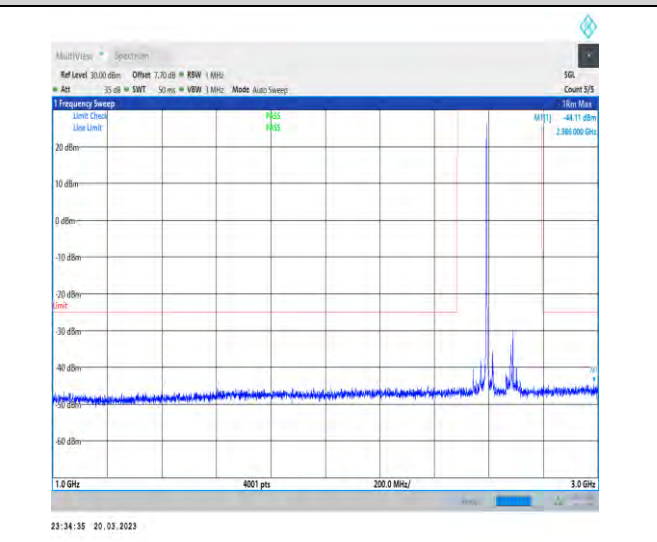 MultiView Spectrum
Ref Level 30.00 dBm Offset 7.70 dB RBW 1 MHz SGL
Att 35 dB SWT 50 ms VBW 3 MHz Mode Auto Sweep Count 5/5
1 Frequency Sweep 1Rm Max
Limit Check PASS M1[1] -44.11 dBm
Line Limit PASS 2.986 000 GHz
20 dBm
10 dBm
0 dBm
-10 dBm
-20 dBm
Limit
-30 dBm
-40 dBm
M1
-50 dBm
-60 dBm
1.0 GHz 4001 pts 200.0 MHz/ 3.0 GHz
23:34:35 20.03.2023